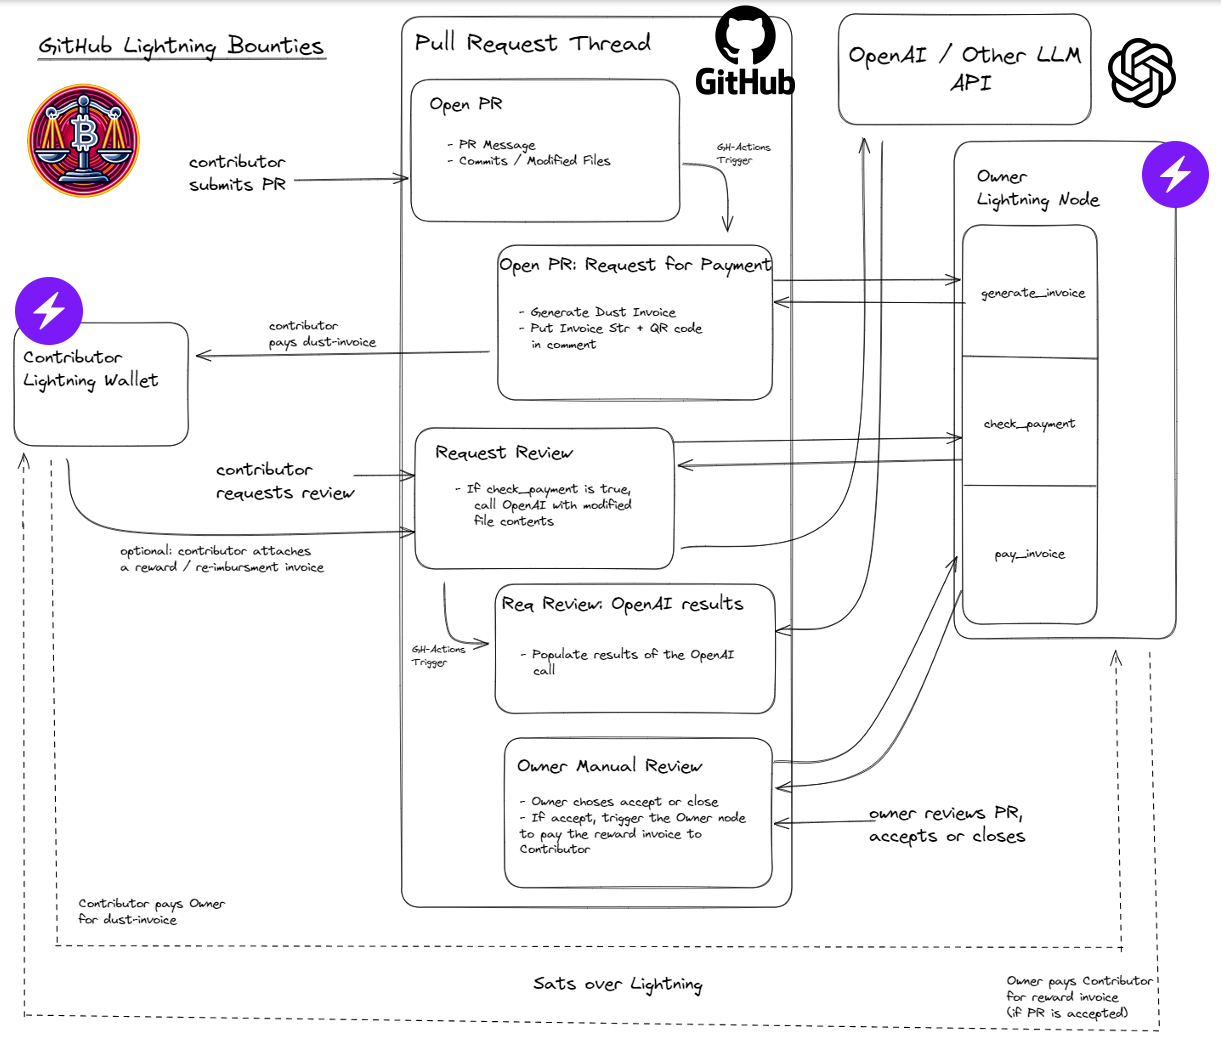 GitHub Lightning Bounties
Pull Request Thread
GitHub
OpenAI / Other LLM
API
Open PR
- PR Message
- Commits / Modified Files
GH-Actions
Trigger
contributor
submits PR
Owner
Lightning Node
Open PR: Request for Payment
- Generate Dust Invoice
- Put Invoice Str + QR code
in comment
generate_invoice
contributor
pays dust-invoice
Contributor
Lightning Wallet
check_payment
Request Review
- If check_payment is true,
call OpenAI with modified
file contents
contributor
requests review
optional: contributor attaches
a reward / re-imbursment invoice
pay_invoice
Req Review: OpenAI results
- Populate results of the OpenAI
call
GH-Actions
Trigger
Owner Manual Review
- Owner choses accept or close
- If accept, trigger the Owner node
to pay the reward invoice to
Contributor
owner reviews PR,
accepts or closes
Contributor pays Owner
for dust-invoice
Sats over Lightning
Owner pays Contributor
for reward invoice
(if PR is accepted)